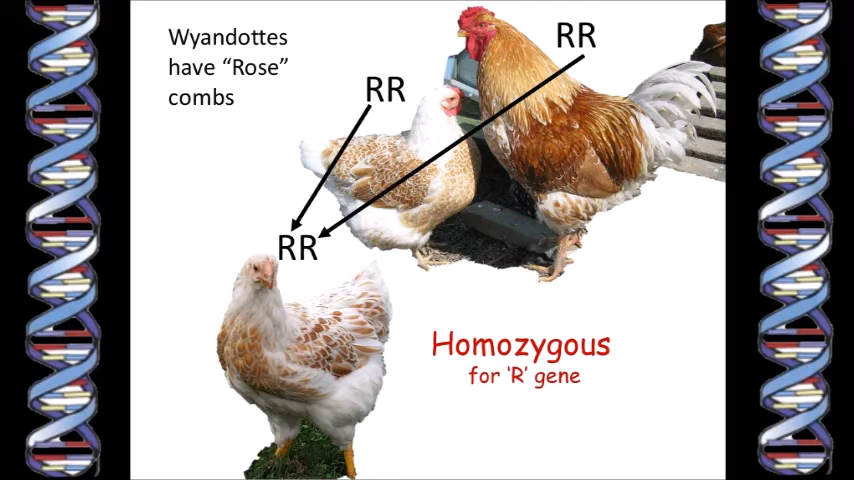 Wyandottes
have “Rose”
combs
RR
RR
RR
Homozygous
for ‘R’ gene